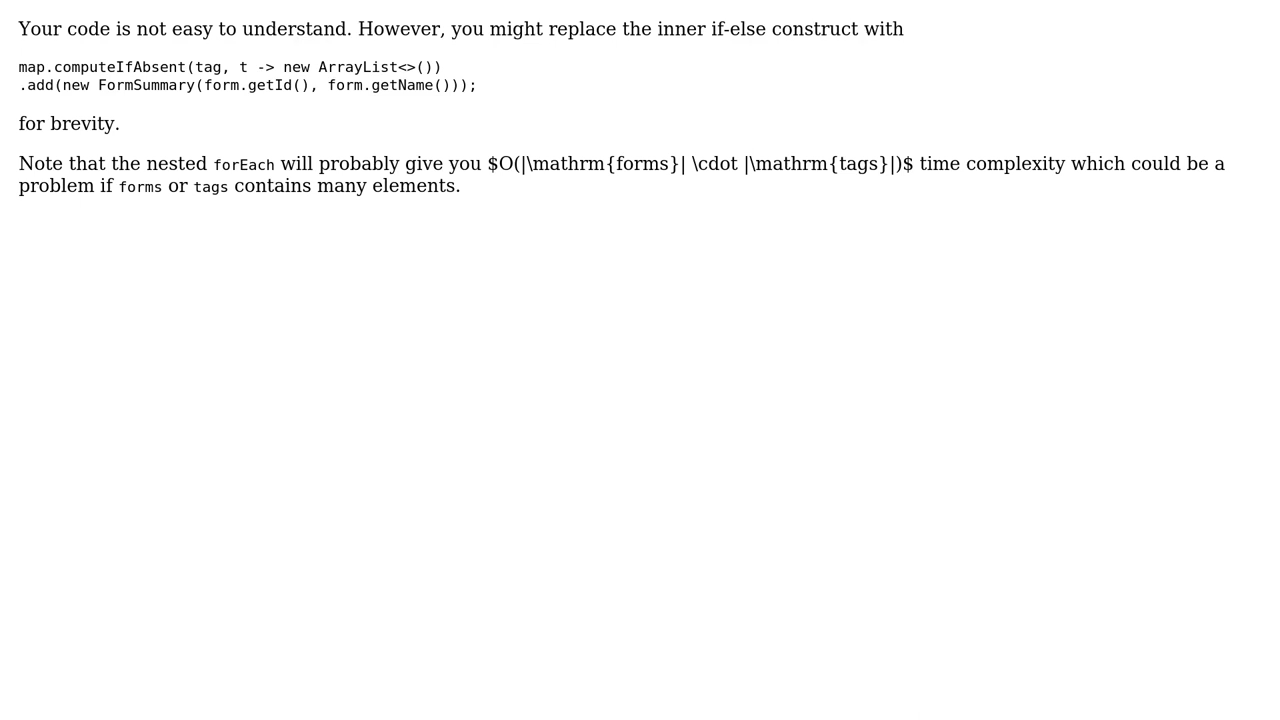 Your code is not easy to understand. However, you might replace the inner if-else construct with
map.computeIfAbsent(tag, t -> new ArrayList<>())
.add(new FormSummary(form.getId(), form.getName()));
for brevity.
Note that the nested forEach will probably give you $O(|\mathrm{forms}| \cdot |\mathrm{tags}|)$ time complexity which could be a
problem if forms or tags contains many elements.